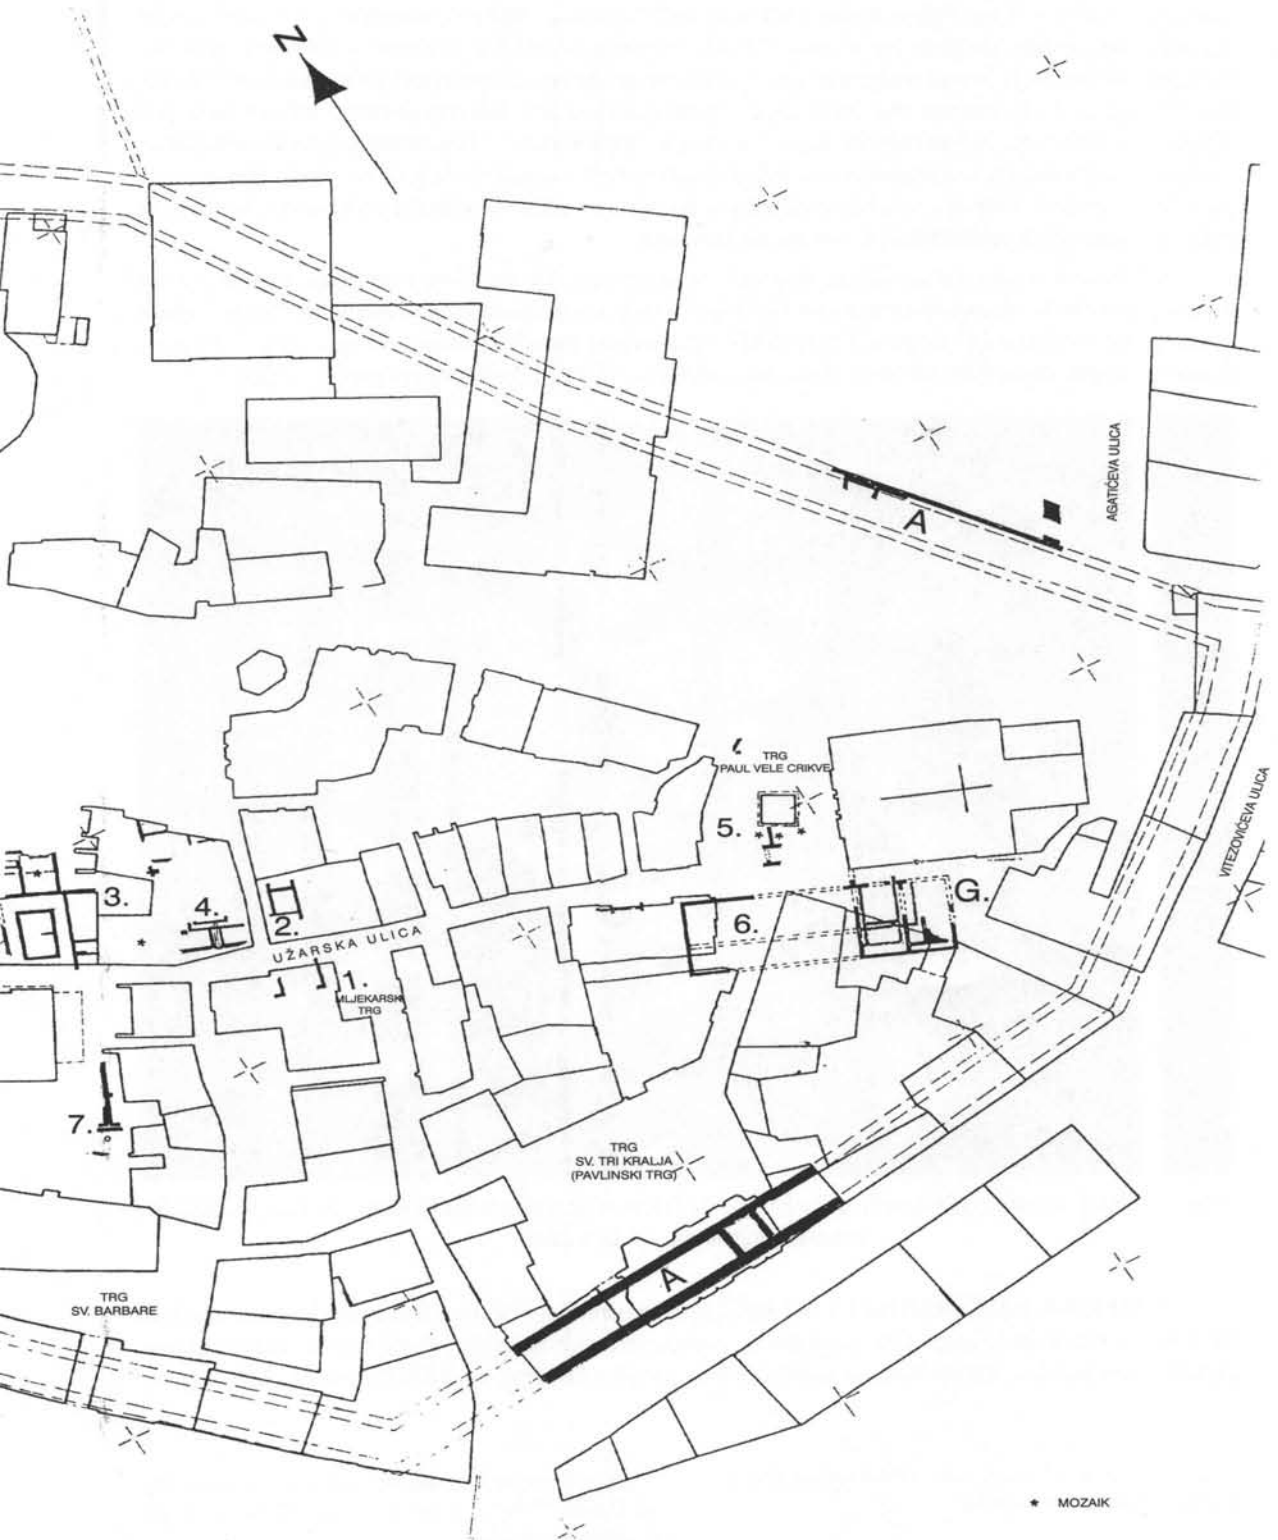 N
AGATIĆEVA ULICA
A
TRG
PAUL VELE CRIKVE
VITEZOVIĆEVA ULICA
5.
3.
4.
2.
6.
G.
UŽARSKA ULICA
1.
MLJEKARSKI
TRG
7.
TRG
SV. TRI KRALJA
(PAVLINSKI TRG)
A
TRG
SV. BARBARE
* MOZAIK